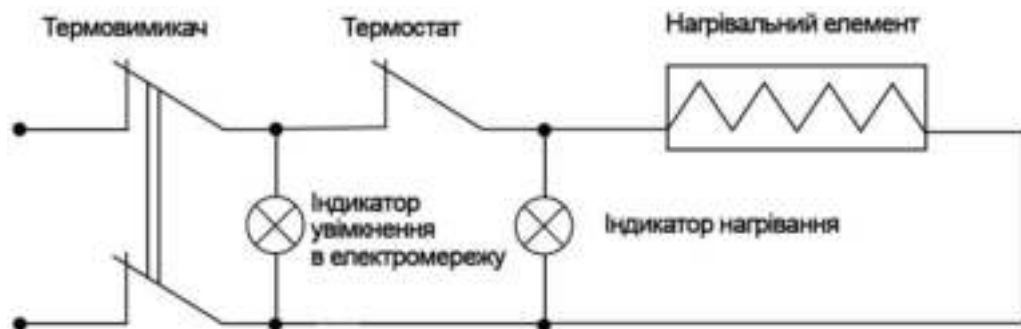 Термовимикач
Термостат
Нагрівальний елемент
Індикатор
увімкнення
в електромережу
Індикатор нагрівання